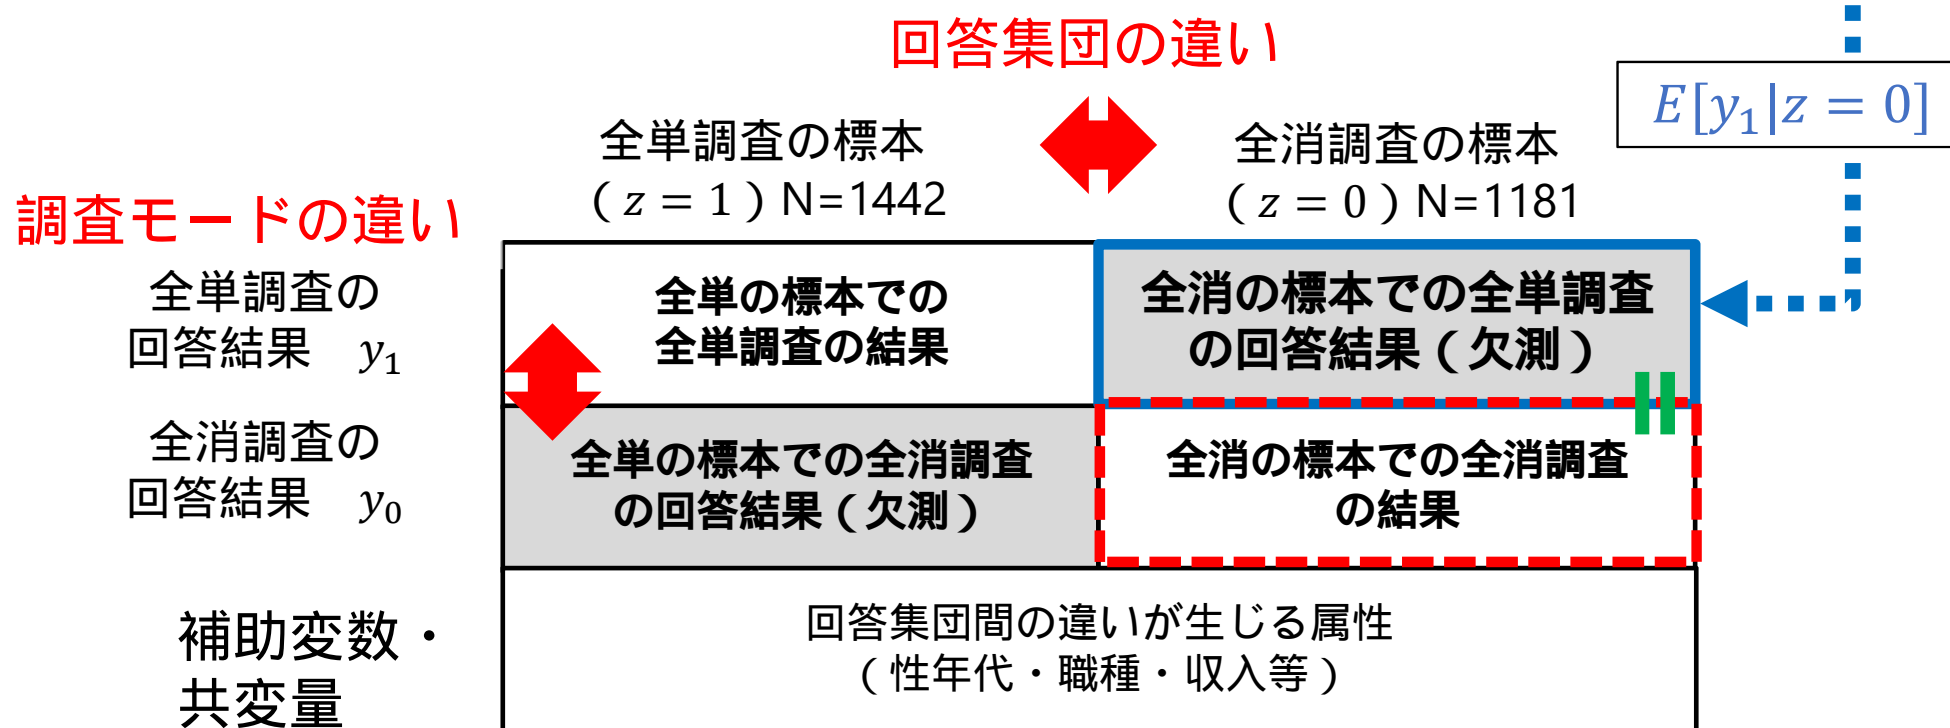 回答集団の違い
E[y₁|z = 0]
全単調査の標本
（z = 1）N=1442
全消調査の標本
（z = 0）N=1181
調査モードの違い
全単調査の
回答結果　y₁
全単の標本での
全単調査の結果
全消の標本での全単調査
の回答結果（欠測）
全消調査の
回答結果　y₀
全単の標本での全消調査
の回答結果（欠測）
全消の標本での全消調査
の結果
補助変数・
共変量
回答集団間の違いが生じる属性
（性年代・職種・収入等）